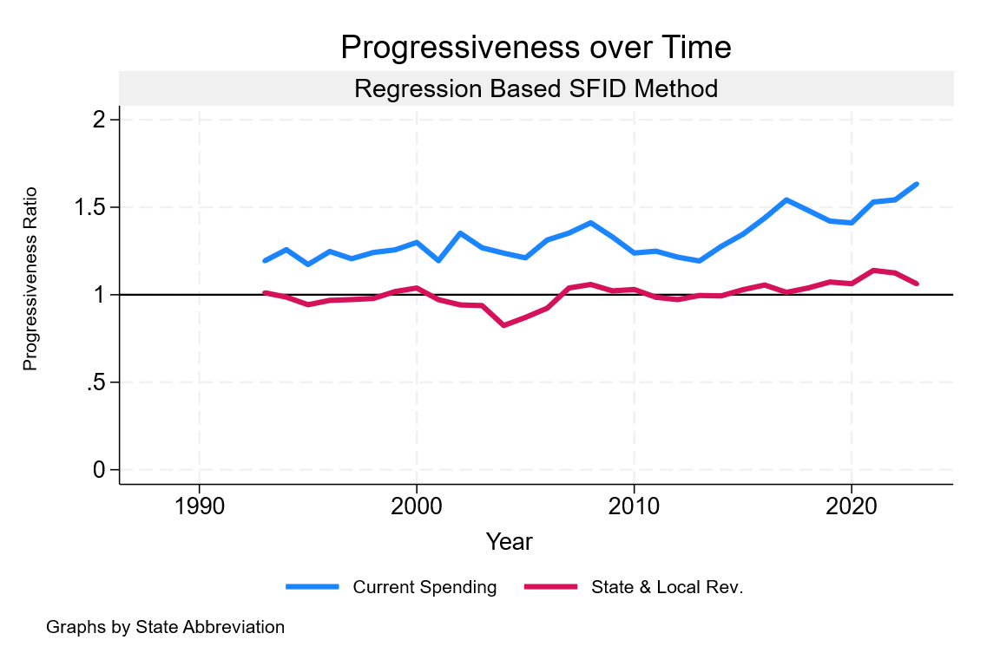 Progressiveness over Time
Regression Based SFID Method
Progressiveness Ratio
2
1.5
1
.5
0
1990 2000 2010 2020
Year
Current Spending State & Local Rev.
Graphs by State Abbreviation